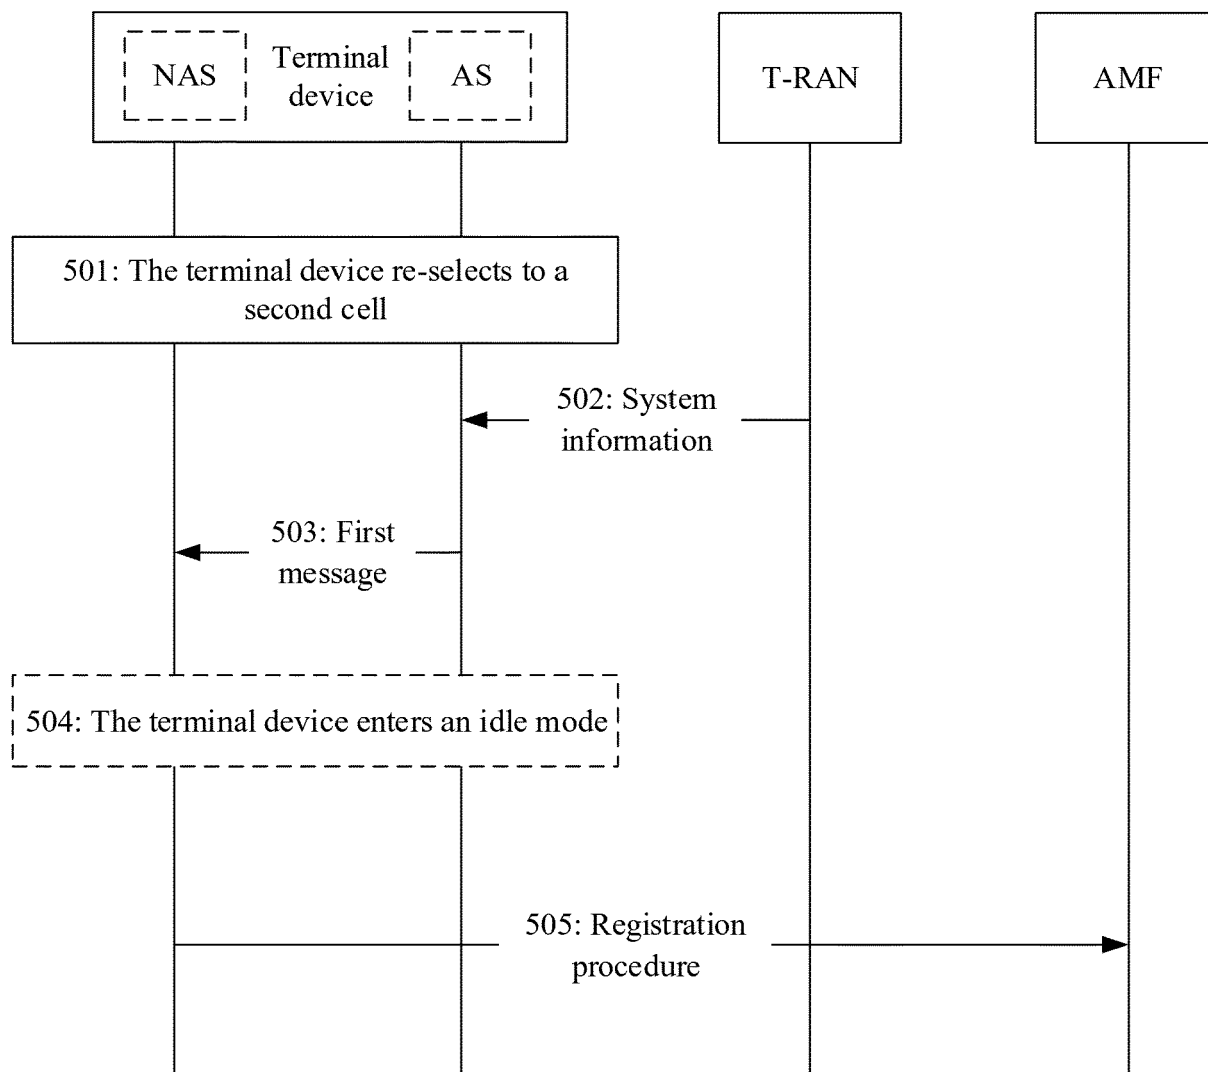 NAS
Terminal
device
AS
T-RAN
AMF
501: The terminal device re-selects to a
second cell
502: System
information
503: First
message
504: The terminal device enters an idle mode
505: Registration
procedure